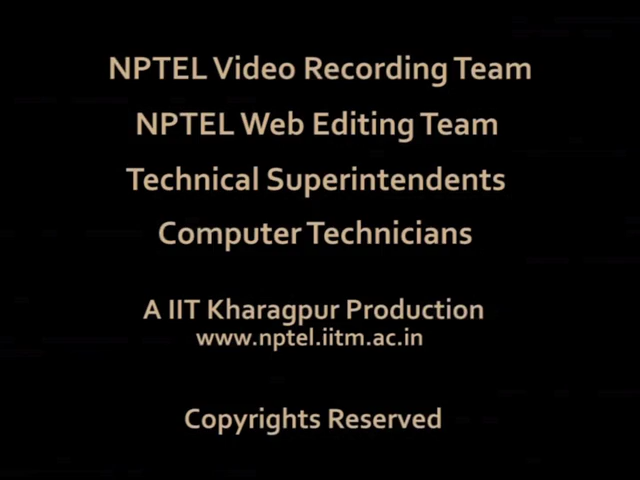 NPTEL Video Recording Team
NPTEL Web Editing Team
Technical Superintendents
Computer Technicians
A IIT Kharagpur Production
www.nptel.iitm.ac.in
Copyrights Reserved